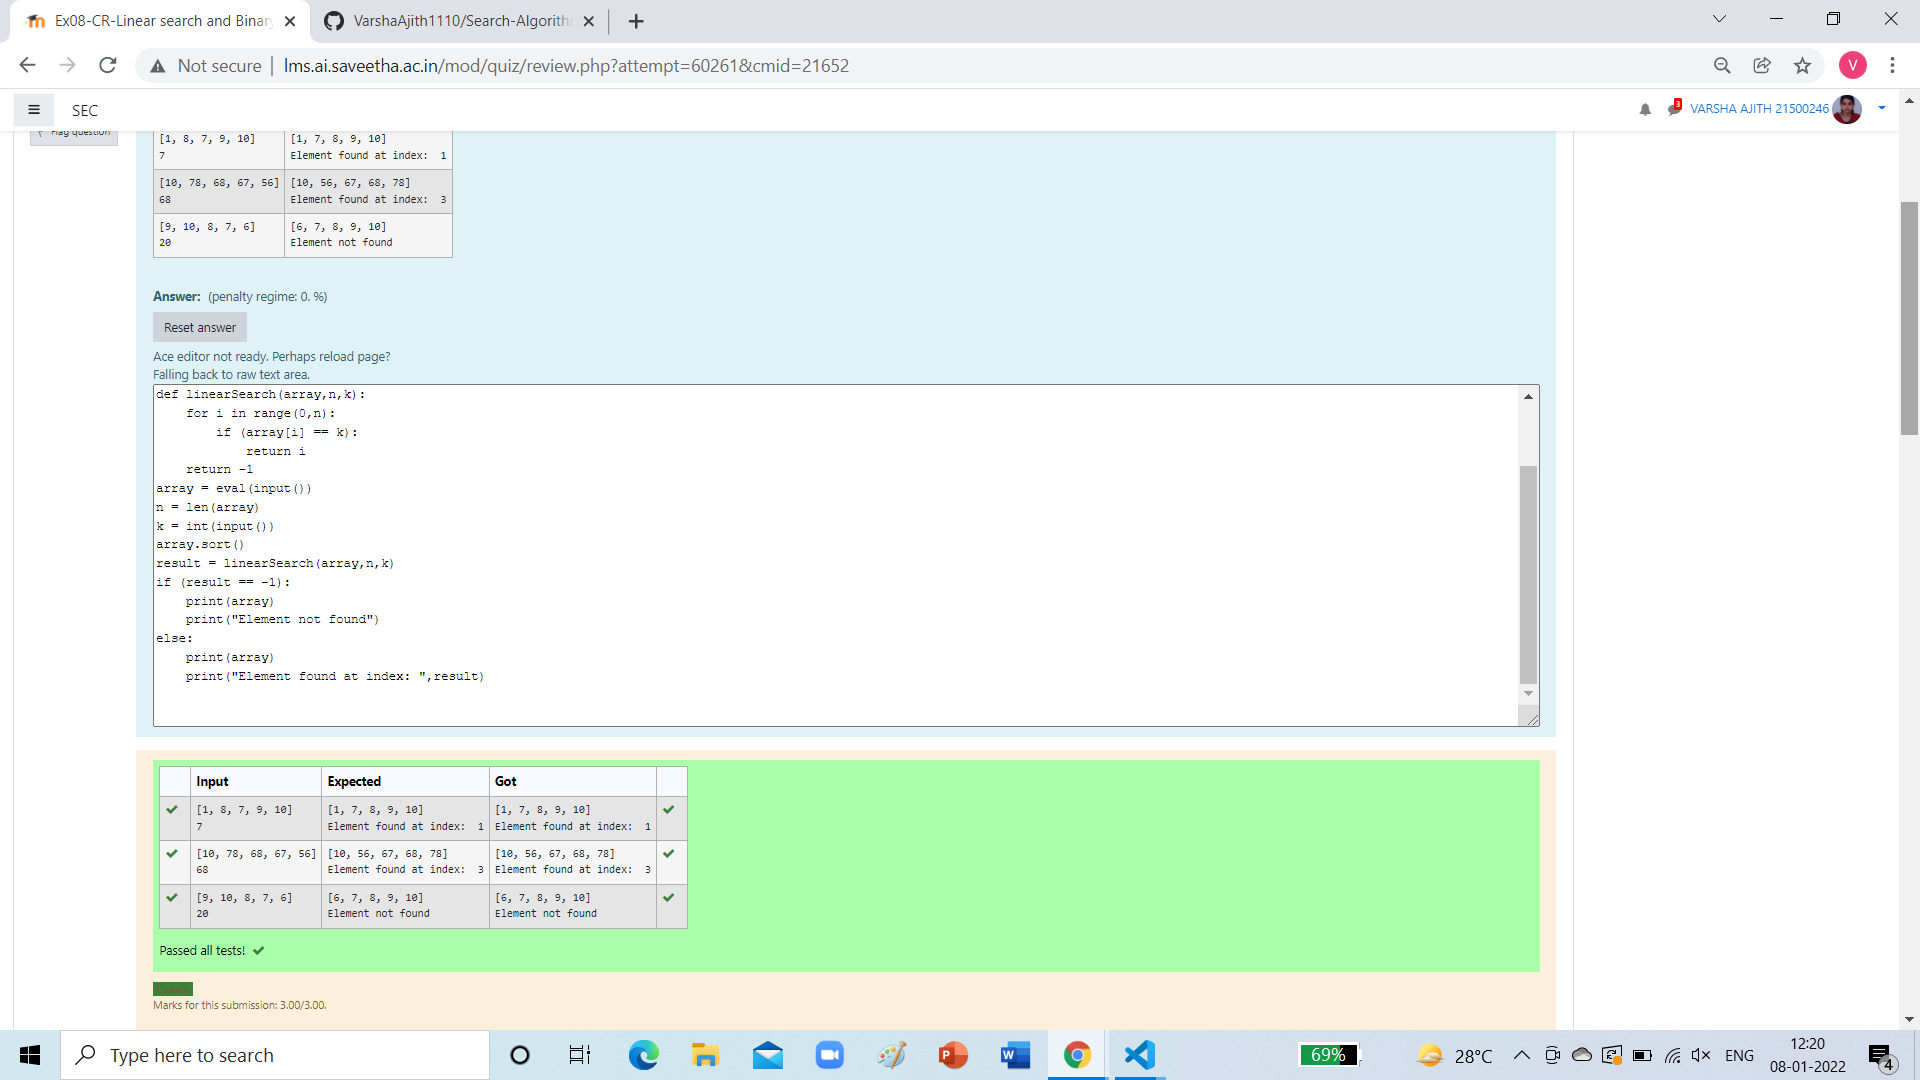 Ex08-CR-Linear search and Binar
VarshaAjith1110/Search-Algorith
Not secure
lms.ai.saveetha.ac.in/mod/quiz/review.php?attempt=60261&cmid=21652
V
SEC
3
VARSHA AJITH 21500246
Flag question
[1, 8, 7, 9, 10]
7
[1, 7, 8, 9, 10]
Element found at index:  1
[10, 78, 68, 67, 56]
68
[10, 56, 67, 68, 78]
Element found at index:  3
[9, 10, 8, 7, 6]
20
[6, 7, 8, 9, 10]
Element not found
Answer: (penalty regime: 0. %)
Reset answer
Ace editor not ready. Perhaps reload page?
Falling back to raw text area.
def linearSearch(array,n,k):
    for i in range(0,n):
        if (array[i] == k):
            return i
    return -1
array = eval(input())
n = len(array)
k = int(input())
array.sort()
result = linearSearch(array,n,k)
if (result == -1):
    print(array)
    print("Element not found")
else:
    print(array)
    print("Element found at index: ",result)
Input
Expected
Got
[1, 8, 7, 9, 10]
7
[1, 7, 8, 9, 10]
Element found at index:  1
[1, 7, 8, 9, 10]
Element found at index:  1
[10, 78, 68, 67, 56]
68
[10, 56, 67, 68, 78]
Element found at index:  3
[10, 56, 67, 68, 78]
Element found at index:  3
[9, 10, 8, 7, 6]
20
[6, 7, 8, 9, 10]
Element not found
[6, 7, 8, 9, 10]
Element not found
Passed all tests!
Correct
Marks for this submission: 3.00/3.00.
Type here to search
69%
28°C
ENG
12:20
08-01-2022
4